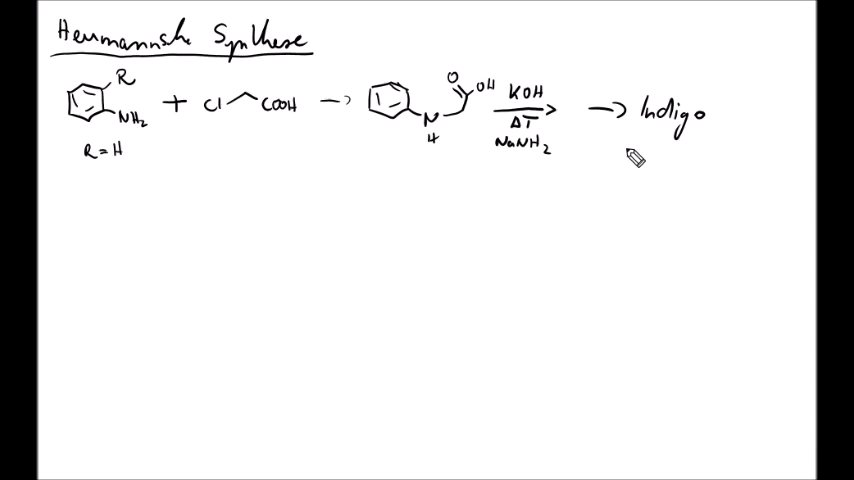 Heumannsche Synthese
R
NH2 + Cl COOH → N H O OH KOH ΔT NaNH2 → Indigo
R = H